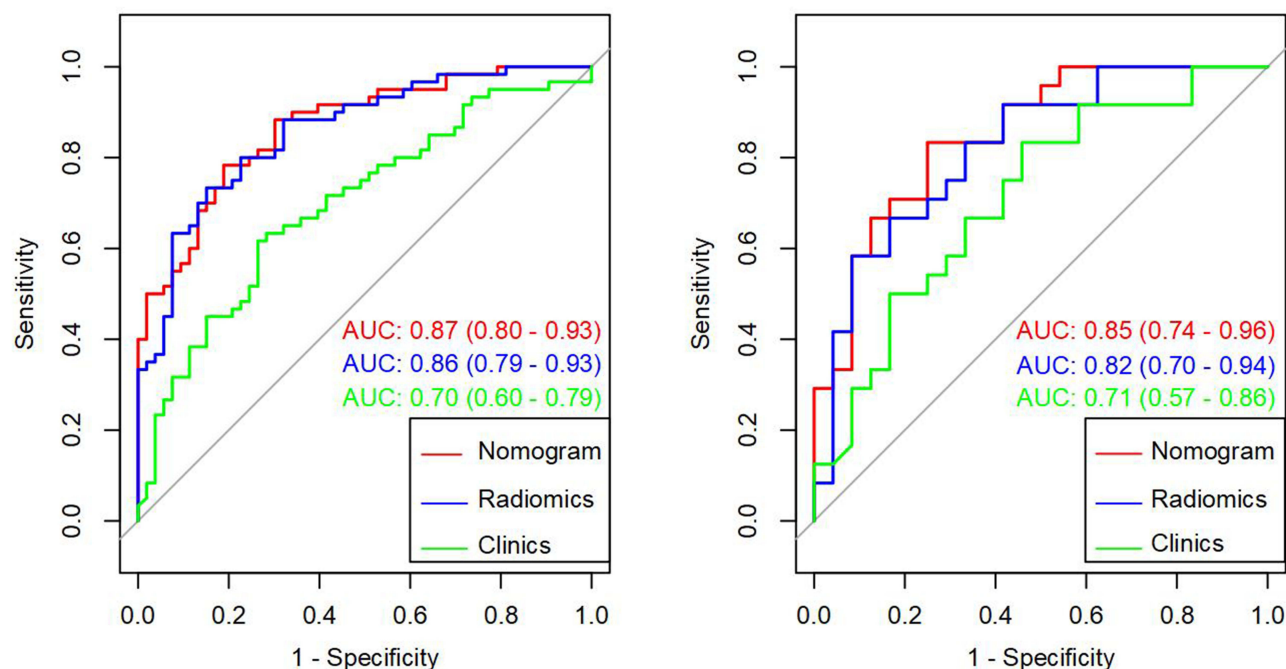 Sensitivity
1.0
0.8
0.6
0.4
0.2
0.0
AUC: 0.87 (0.80 - 0.93)
AUC: 0.86 (0.79 - 0.93)
AUC: 0.70 (0.60 - 0.79)
Nomogram
Radiomics
Clinics
0.0 0.2 0.4 0.6 0.8 1.0
1 - Specificity
Sensitivity
1.0
0.8
0.6
0.4
0.2
0.0
AUC: 0.85 (0.74 - 0.96)
AUC: 0.82 (0.70 - 0.94)
AUC: 0.71 (0.57 - 0.86)
Nomogram
Radiomics
Clinics
0.0 0.2 0.4 0.6 0.8 1.0
1 - Specificity